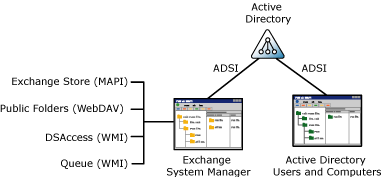 Active
Directory
ADSI
ADSI
Exchange Store (MAPI)
Public Folders (WebDAV)
DSAccess (WMI)
Queue (WMI)
Exchange
System Manager
Active Directory
Users and Computers